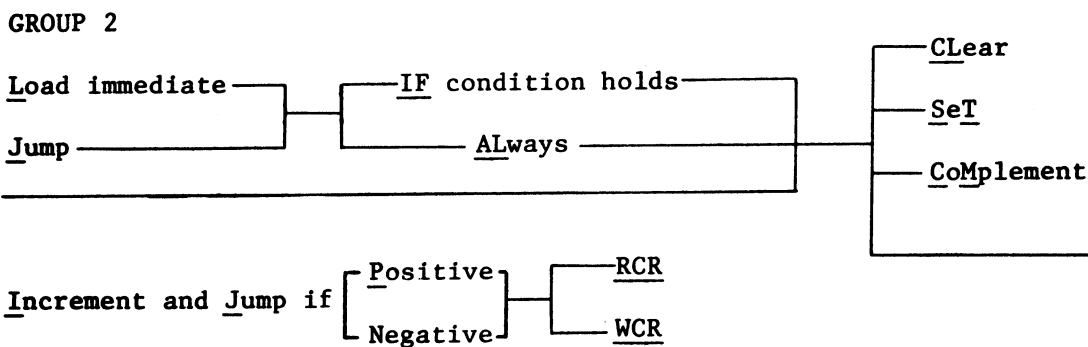 GROUP 2
CLear
Load immediate IF condition holds
SeT
Jump ALways
CoMplement
Positive RCR
Increment and Jump if
Negative WCR